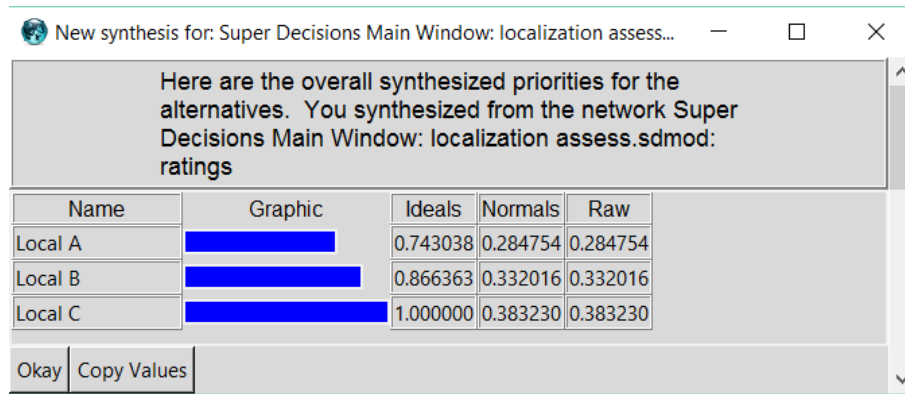 New synthesis for: Super Decisions Main Window: localization assess...
Here are the overall synthesized priorities for the
alternatives. You synthesized from the network Super
Decisions Main Window: localization assess.sdmod:
ratings
Name Graphic Ideals Normals Raw
Local A 0.743038 0.284754 0.284754
Local B 0.866363 0.332016 0.332016
Local C 1.000000 0.383230 0.383230
Okay Copy Values